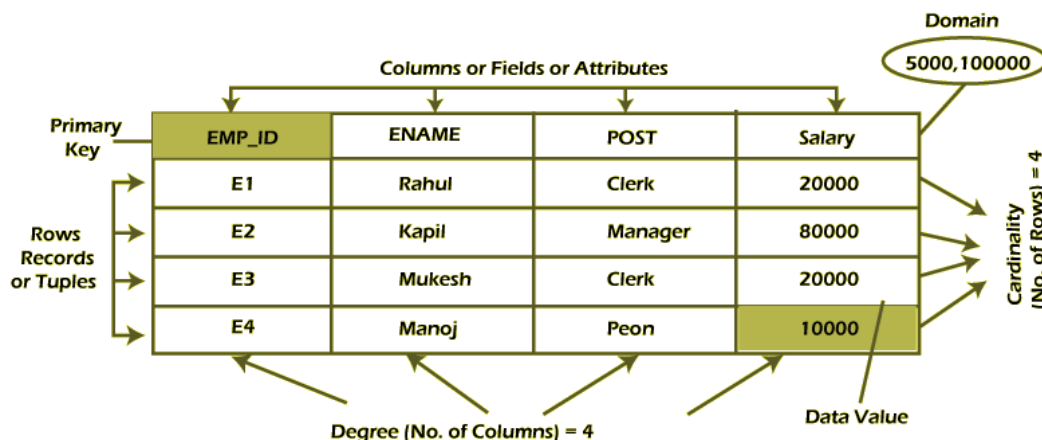 Domain
5000,100000
Columns or Fields or Attributes
Primary
Key
EMP_ID ENAME POST Salary
E1 Rahul Clerk 20000
E2 Kapil Manager 80000
E3 Mukesh Clerk 20000
E4 Manoj Peon 10000
Rows
Records
or Tuples
Cardinality
(No. of Rows) = 4
Data Value
Degree (No. of Columns) = 4